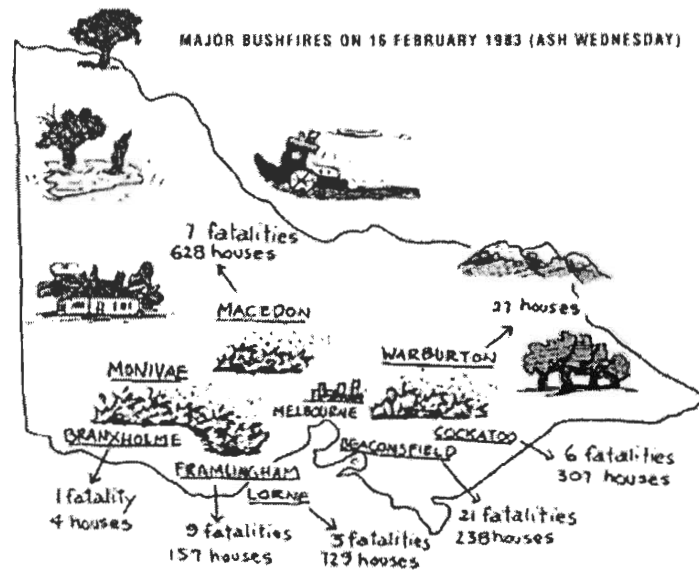 MAJOR BUSHFIRES ON 16 FEBRUARY 1983 (ASH WEDNESDAY)
7 fatalities
628 houses
MACEDON
27 houses
WARBURTON
MONIVAE
MELBOURNE
BRANXHOLME
COCKATOO
BEACONSFIELD
6 fatalities
307 houses
FRAMLINGHAM
LORNE
1 fatality
4 houses
21 fatalities
238 houses
9 fatalities
157 houses
3 fatalities
729 houses